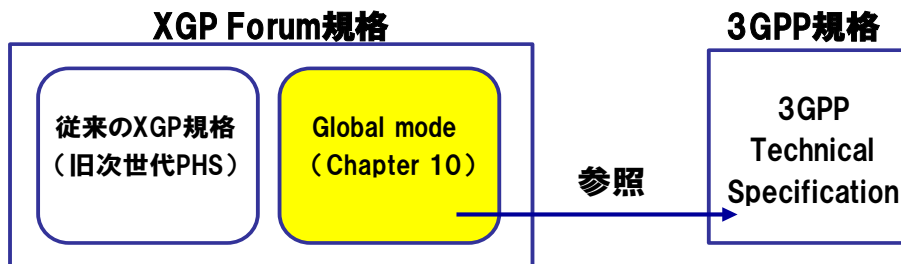 XGP Forum規格
従来のXGP規格
（旧次世代PHS）
Global mode
（Chapter 10）
参照
3GPP規格
3GPP
Technical
Specification